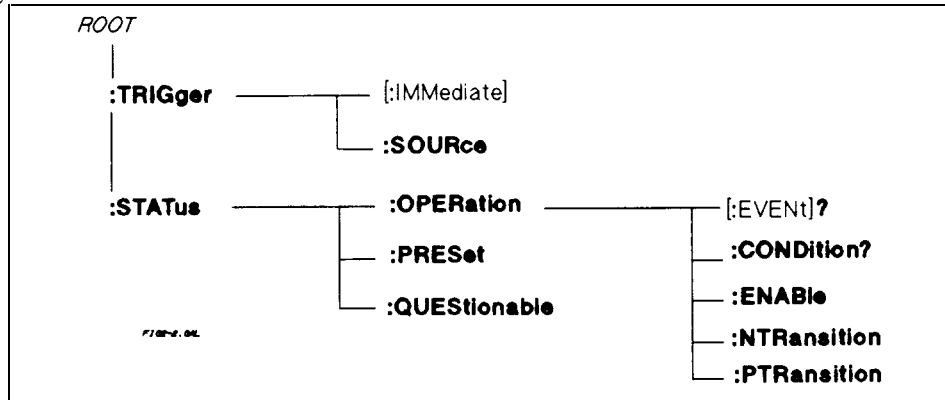 ROOT
:TRIGger [:IMMediate]
:SOURce
:STATus :OPERation [:EVENt]?
:PRESet :CONDition?
:QUEStionable :ENABle
:NTRansition
:PTRansition